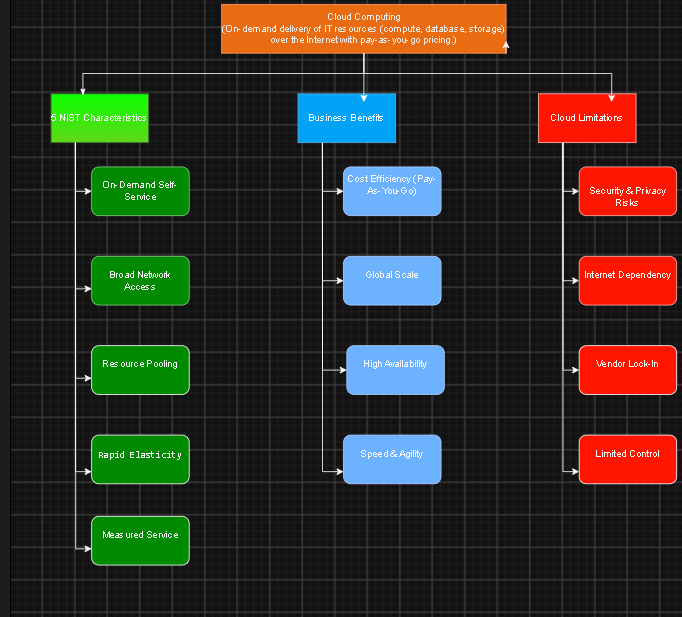 Cloud Computing
(On-demand delivery of IT resources (compute, database, storage)
over the Internet with pay-as-you-go pricing.)
5 NIST Characteristics
Business Benefits
Cloud Limitations
On-Demand Self-
Service
Broad Network
Access
Resource Pooling
Rapid Elasticity
Measured Service
Cost Efficiency (Pay-
As-You-Go)
Global Scale
High Availability
Speed & Agility
Security & Privacy
Risks
Internet Dependency
Vendor Lock-In
Limited Control